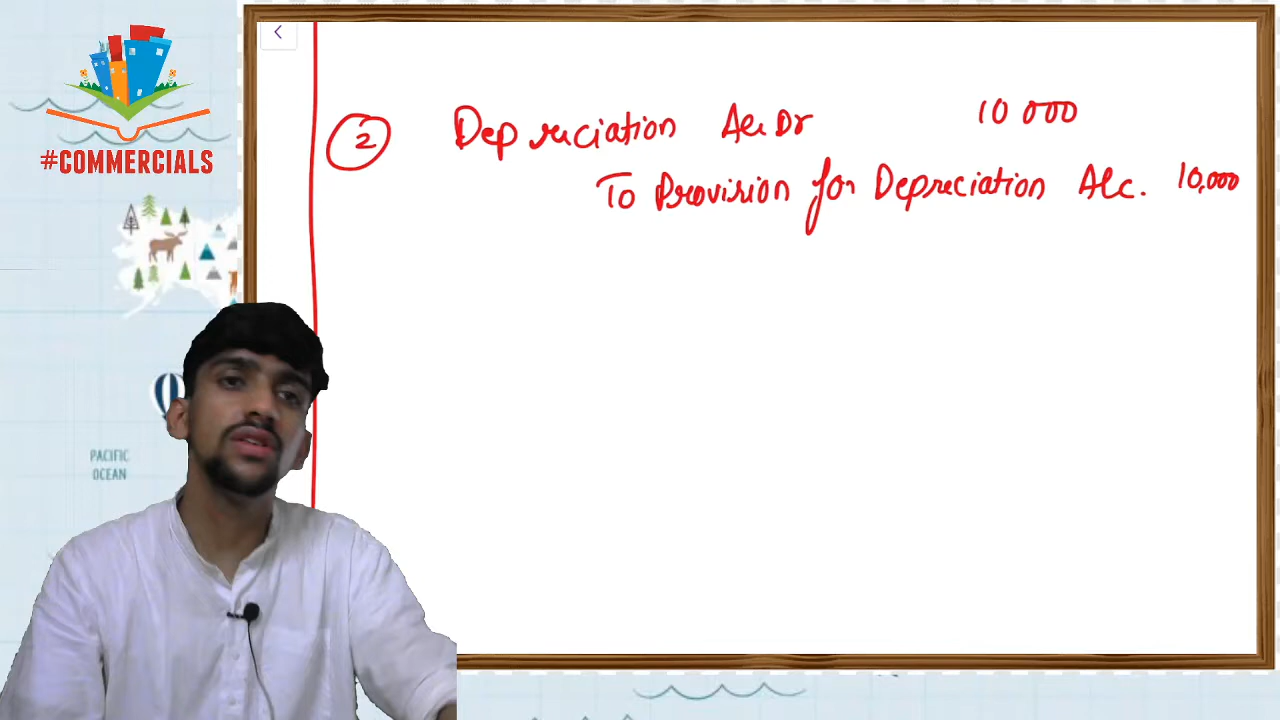 #COMMERCIALS
2 Depreciation A/c Dr 10 000
To Provision for Depreciation A/c. 10,000
PACIFIC
OCEAN